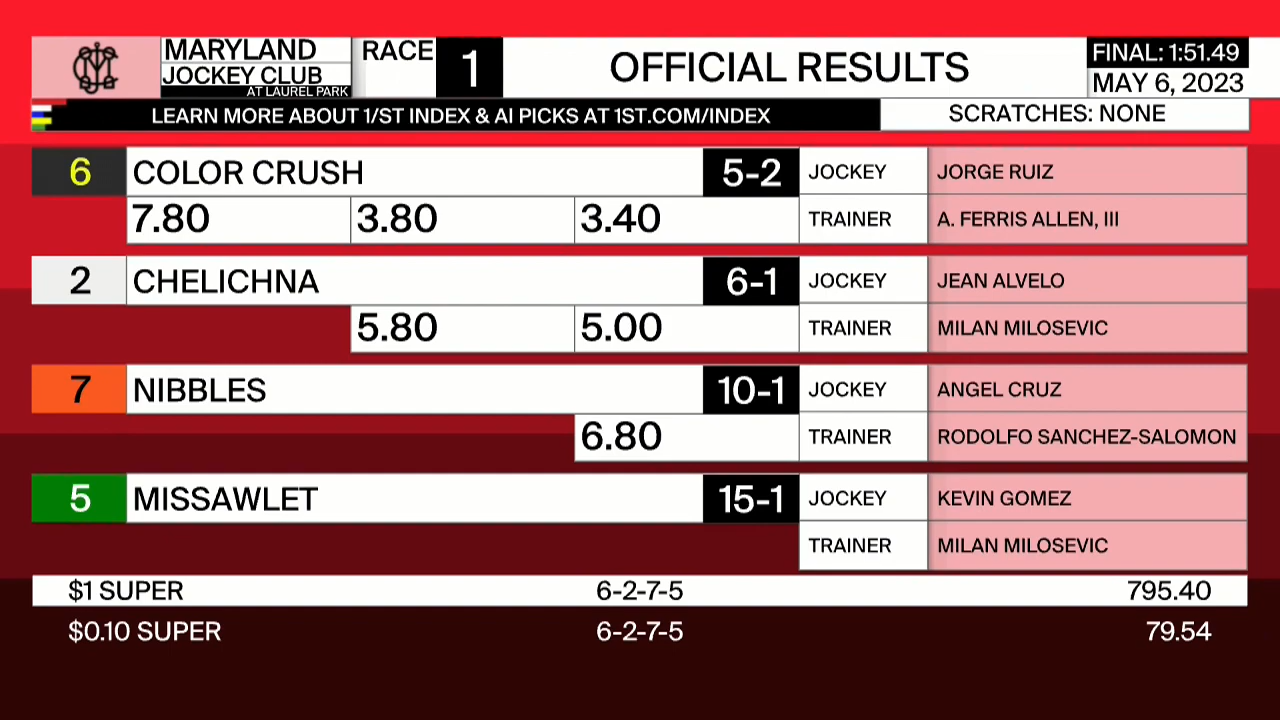 MARYLAND
JOCKEY CLUB
AT LAUREL PARK
RACE 1
OFFICIAL RESULTS
FINAL: 1:51.49
MAY 6, 2023
LEARN MORE ABOUT 1/ST INDEX & AI PICKS AT 1ST.COM/INDEX
SCRATCHES: NONE
6 COLOR CRUSH 5-2 JOCKEY JORGE RUIZ
7.80 3.80 3.40 TRAINER A. FERRIS ALLEN, III
2 CHELICHNA 6-1 JOCKEY JEAN ALVELO
5.80 5.00 TRAINER MILAN MILOSEVIC
7 NIBBLES 10-1 JOCKEY ANGEL CRUZ
6.80 TRAINER RODOLFO SANCHEZ-SALOMON
5 MISSAWLET 15-1 JOCKEY KEVIN GOMEZ
TRAINER MILAN MILOSEVIC
$1 SUPER 6-2-7-5 795.40
$0.10 SUPER 6-2-7-5 79.54